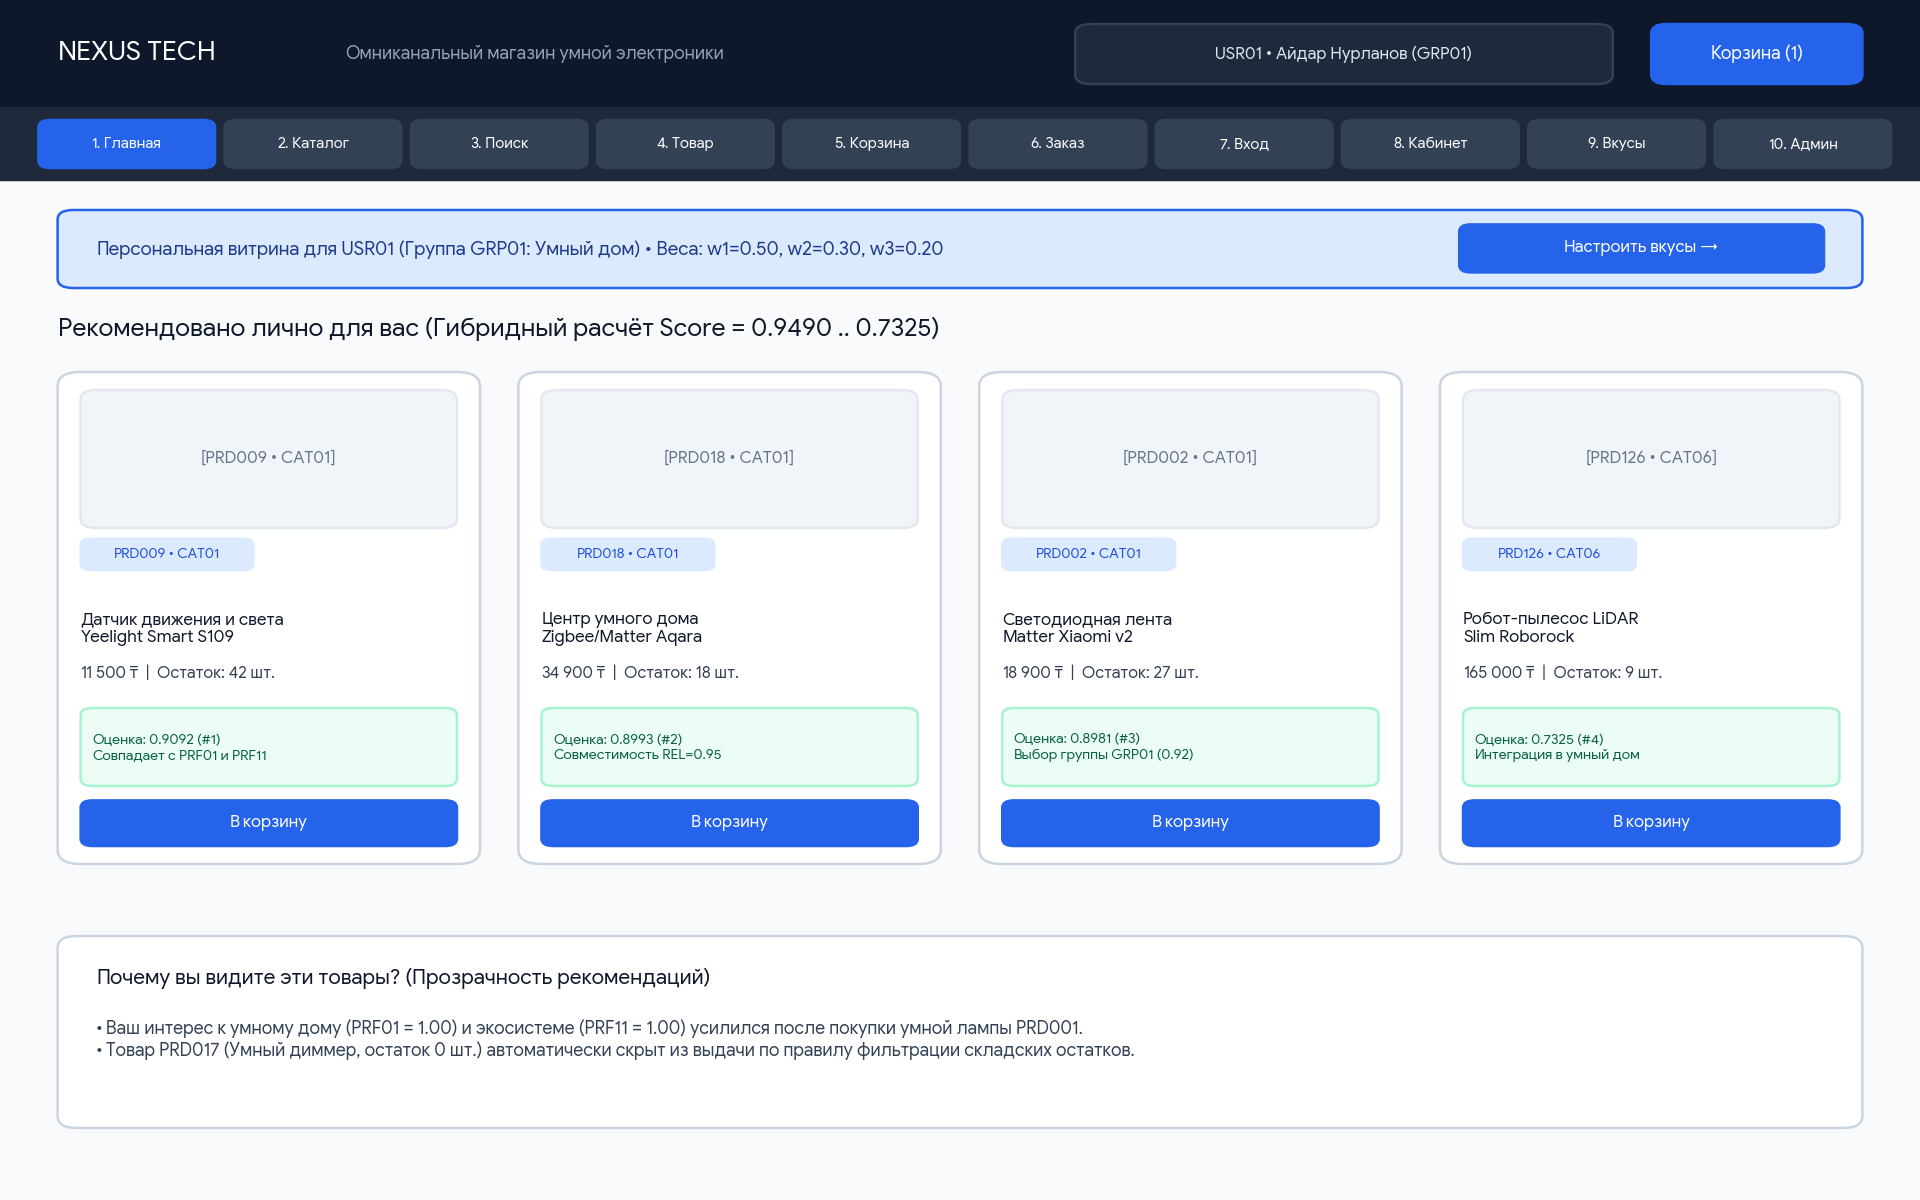 NEXUS TECH
Омниканальный магазин умной электроники
USR01 • Айдар Нурланов (GRP01)
Корзина (1)
1. Главная
2. Каталог
3. Поиск
4. Товар
5. Корзина
6. Заказ
7. Вход
8. Кабинет
9. Вкусы
10. Админ
Персональная витрина для USR01 (Группа GRP01: Умный дом) • Веса: w1=0.50, w2=0.30, w3=0.20
Настроить вкусы →
Рекомендовано лично для вас (Гибридный расчёт Score = 0.9490 .. 0.7325)
[PRD009 • CAT01]
PRD009 • CAT01
Датчик движения и света
Yeelight Smart S109
11 500 ₸ | Остаток: 42 шт.
Оценка: 0.9092 (#1)
Совпадает с PRF01 и PRF11
В корзину
[PRD018 • CAT01]
PRD018 • CAT01
Центр умного дома
Zigbee/Matter Aqara
34 900 ₸ | Остаток: 18 шт.
Оценка: 0.8993 (#2)
Совместимость REL=0.95
В корзину
[PRD002 • CAT01]
PRD002 • CAT01
Светодиодная лента
Matter Xiaomi v2
18 900 ₸ | Остаток: 27 шт.
Оценка: 0.8981 (#3)
Выбор группы GRP01 (0.92)
В корзину
[PRD126 • CAT06]
PRD126 • CAT06
Робот-пылесос LiDAR
Slim Roborock
165 000 ₸ | Остаток: 9 шт.
Оценка: 0.7325 (#4)
Интеграция в умный дом
В корзину
Почему вы видите эти товары? (Прозрачность рекомендаций)
• Ваш интерес к умному дому (PRF01 = 1.00) и экосистеме (PRF11 = 1.00) усилился после покупки умной лампы PRD001.
• Товар PRD017 (Умный диммер, остаток 0 шт.) автоматически скрыт из выдачи по правилу фильтрации складских остатков.